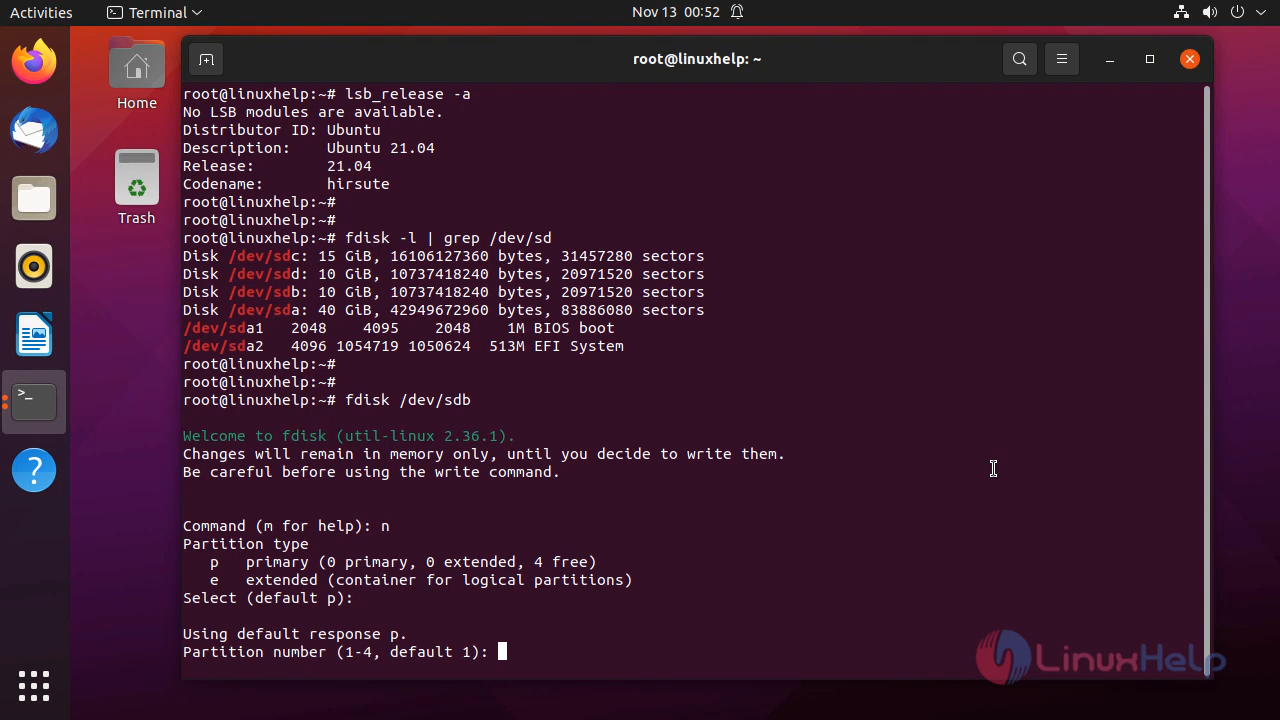 Activities Terminal Nov 13 00:52
root@linuxhelp: ~
Home
Trash
root@linuxhelp:~# lsb_release -a
No LSB modules are available.
Distributor ID: Ubuntu
Description:    Ubuntu 21.04
Release:        21.04
Codename:       hirsute
root@linuxhelp:~#
root@linuxhelp:~#
root@linuxhelp:~# fdisk -l | grep /dev/sd
Disk /dev/sdc: 15 GiB, 16106127360 bytes, 31457280 sectors
Disk /dev/sdd: 10 GiB, 10737418240 bytes, 20971520 sectors
Disk /dev/sdb: 10 GiB, 10737418240 bytes, 20971520 sectors
Disk /dev/sda: 40 GiB, 42949672960 bytes, 83886080 sectors
/dev/sda1   2048    4095    2048    1M BIOS boot
/dev/sda2   4096 1054719 1050624  513M EFI System
root@linuxhelp:~#
root@linuxhelp:~#
root@linuxhelp:~# fdisk /dev/sdb
Welcome to fdisk (util-linux 2.36.1).
Changes will remain in memory only, until you decide to write them.
Be careful before using the write command.
Command (m for help): n
Partition type
   p   primary (0 primary, 0 extended, 4 free)
   e   extended (container for logical partitions)
Select (default p):
Using default response p.
Partition number (1-4, default 1):
LinuxHelp